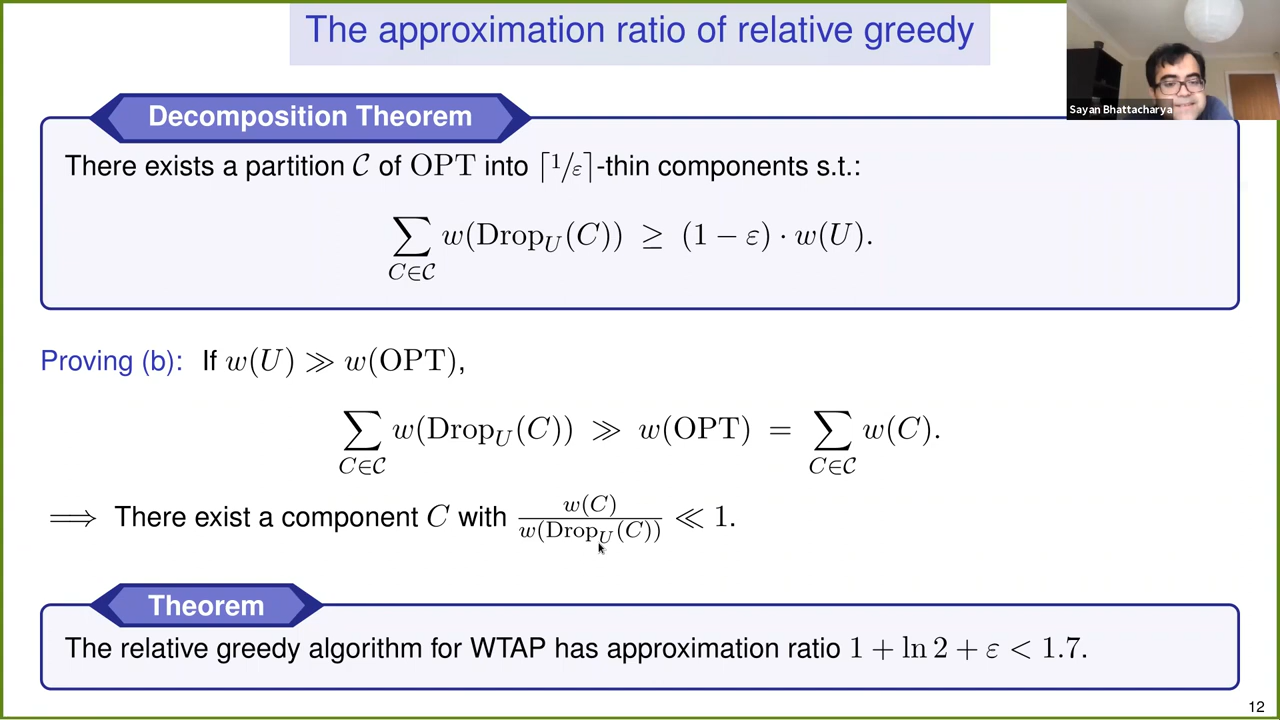 The approximation ratio of relative greedy
Sayan Bhattacharya
Decomposition Theorem
There exists a partition 𝒞 of OPT into ⌈1/ε⌉-thin components s.t.:
∑_{C∈𝒞} w(Drop_U(C)) ≥ (1 − ε) · w(U).
Proving (b): If w(U) ≫ w(OPT),
∑_{C∈𝒞} w(Drop_U(C)) ≫ w(OPT) = ∑_{C∈𝒞} w(C).
⟹ There exist a component C with w(C)/w(Drop_U(C)) ≪ 1.
Theorem
The relative greedy algorithm for WTAP has approximation ratio 1 + ln 2 + ε < 1.7.
12